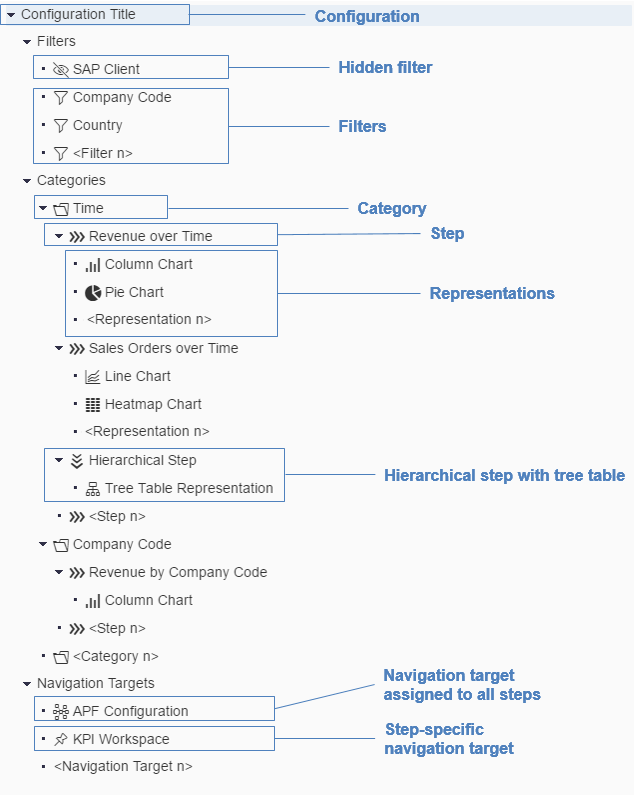 Configuration Title
Configuration
Filters
SAP Client
Hidden filter
Company Code
Country
Filters
<Filter n>
Categories
Time
Category
Revenue over Time
Step
Column Chart
Pie Chart
Representations
<Representation n>
Sales Orders over Time
Line Chart
Heatmap Chart
<Representation n>
Hierarchical Step
Hierarchical step with tree table
Tree Table Representation
<Step n>
Company Code
Revenue by Company Code
Column Chart
<Step n>
<Category n>
Navigation Targets
Navigation target
assigned to all steps
APF Configuration
Step-specific
navigation target
KPI Workspace
<Navigation Target n>